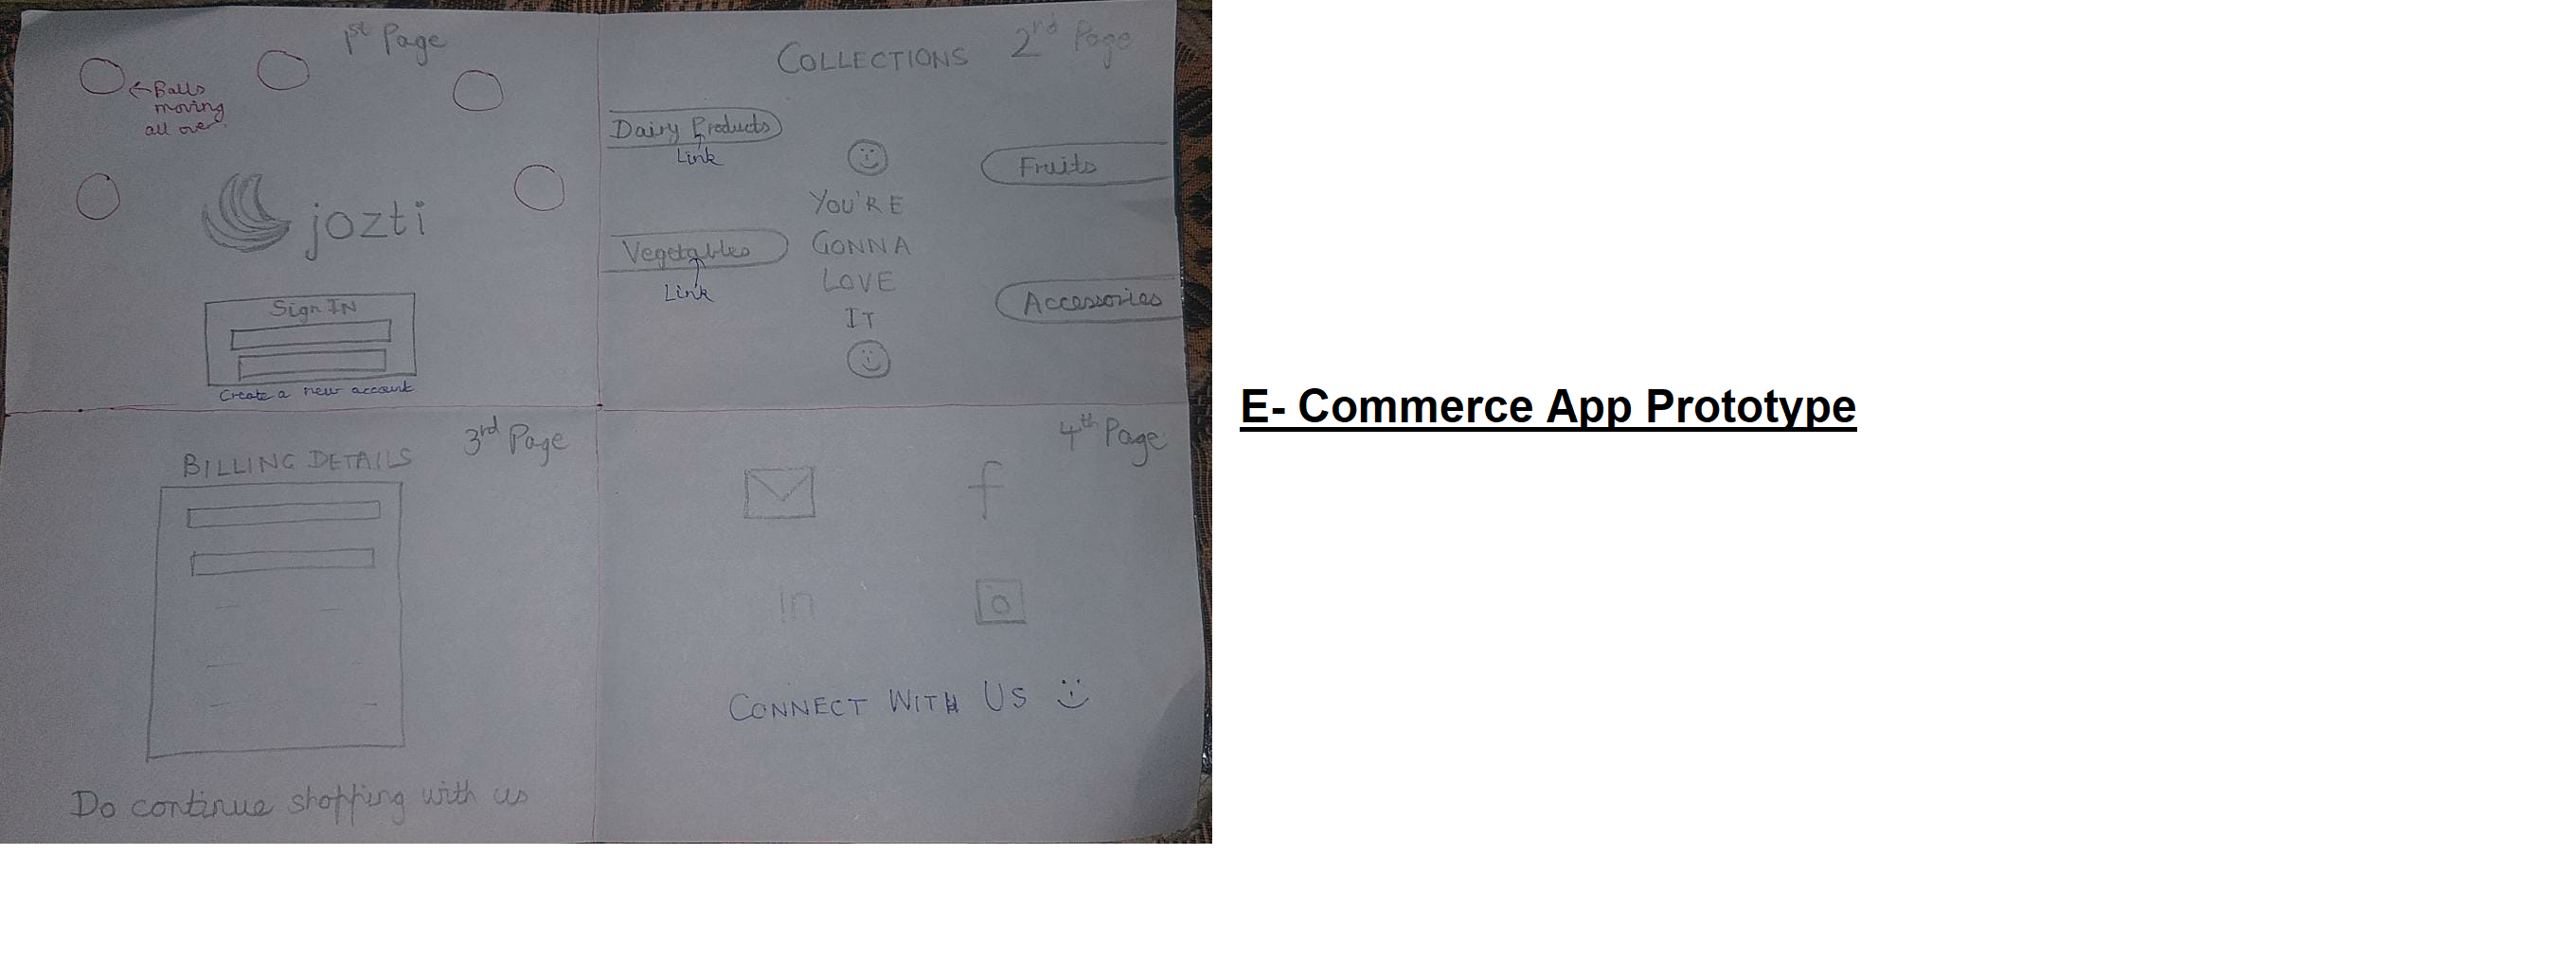 1st Page
←Balls
moving
all over
jozti
Sign IN
Create a new account
2rd Page
COLLECTIONS
Dairy Products
Link
Fruits
YOU'RE
GONNA
LOVE
IT
Vegetables
Link
Accessories
3rd Page
BILLING DETAILS
Do continue shopping with us
4th Page
f
in
CONNECT WITH US
E- Commerce App Prototype